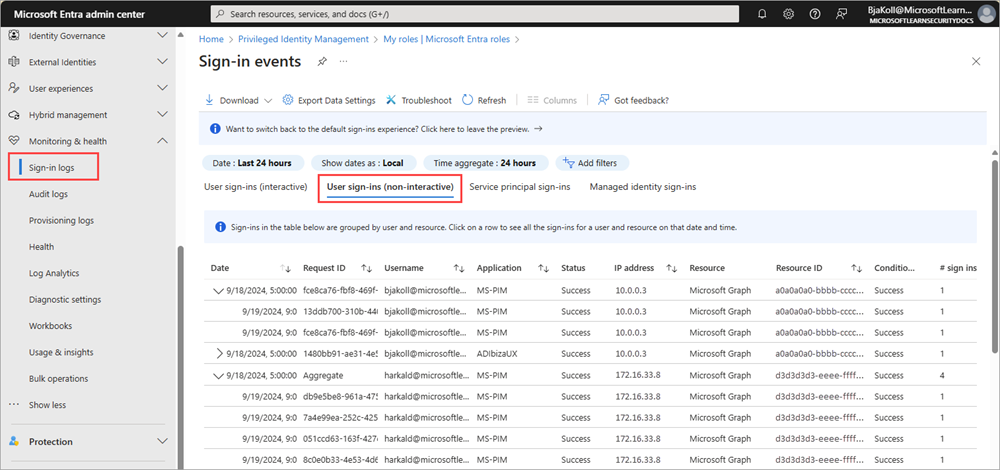 Microsoft Entra admin center
Search resources, services, and docs (G+/)
BjaKoll@MicrosoftLearn...
MICROSOFTLEARNSECURITYDOCS
Identity Governance
External Identities
User experiences
Hybrid management
Monitoring & health
Sign-in logs
Audit logs
Provisioning logs
Health
Log Analytics
Diagnostic settings
Workbooks
Usage & insights
Bulk operations
Show less
Protection
Home > Privileged Identity Management > My roles | Microsoft Entra roles >
Sign-in events
Download Export Data Settings Troubleshoot Refresh Columns Got feedback?
Want to switch back to the default sign-ins experience? Click here to leave the preview. →
Date : Last 24 hours Show dates as : Local Time aggregate : 24 hours Add filters
User sign-ins (interactive) User sign-ins (non-interactive) Service principal sign-ins Managed identity sign-ins
Sign-ins in the table below are grouped by user and resource. Click on a row to see all the sign-ins for a user and resource on that date and time.
Date Request ID Username Application Status IP address Resource Resource ID Conditio... # sign ins
9/18/2024, 5:00:00 fce8ca76-fbf8-469f- bjakoll@microsoftle... MS-PIM Success 10.0.0.3 Microsoft Graph a0a0a0a0-bbbb-cccc... Success 1
9/19/2024, 9:0 13ddb700-310b-44 bjakoll@microsoftle... MS-PIM Success 10.0.0.3 Microsoft Graph a0a0a0a0-bbbb-cccc... Success 1
9/19/2024, 9:0 fce8ca76-fbf8-469f- bjakoll@microsoftle... MS-PIM Success 10.0.0.3 Microsoft Graph a0a0a0a0-bbbb-cccc... Success 1
9/18/2024, 5:00:00 1480bb91-ae31-4e5 bjakoll@microsoftle... ADIbizaUX Success 10.0.0.3 Microsoft Graph a0a0a0a0-bbbb-cccc... Success 1
9/18/2024, 5:00:00 Aggregate harkald@microsoftle... MS-PIM Success 172.16.33.8 Microsoft Graph d3d3d3d3-eeee-ffff... Success 4
9/19/2024, 9:0 db9e5be8-961a-475 harkald@microsoftle... MS-PIM Success 172.16.33.8 Microsoft Graph d3d3d3d3-eeee-ffff... Success 1
9/19/2024, 9:0 7a4e99ea-252c-425 harkald@microsoftle... MS-PIM Success 172.16.33.8 Microsoft Graph d3d3d3d3-eeee-ffff... Success 1
9/19/2024, 9:0 051ccd63-163f-427 harkald@microsoftle... MS-PIM Success 172.16.33.8 Microsoft Graph d3d3d3d3-eeee-ffff... Success 1
9/19/2024, 9:0 8c0e0b33-4e53-4d6 harkald@microsoftle... MS-PIM Success 172.16.33.8 Microsoft Graph d3d3d3d3-eeee-ffff... Success 1